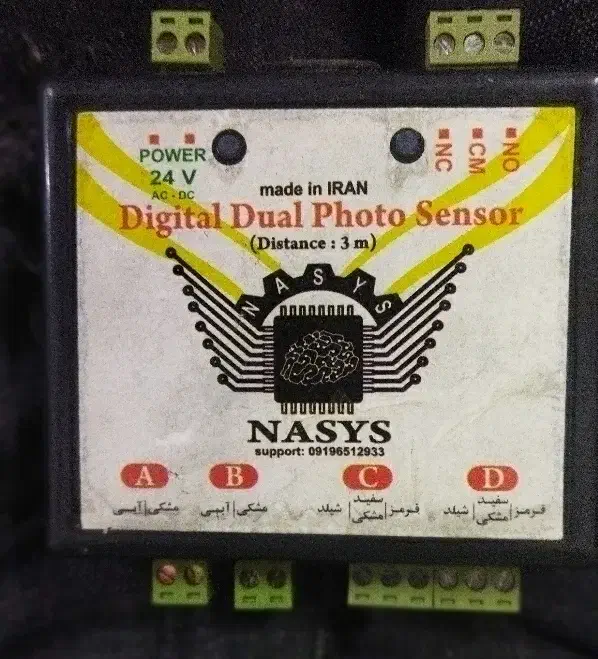 POWER
24 V
AC - DC
NC
CM
NO
made in IRAN
Digital Dual Photo Sensor
(Distance : 3 m)
NASYS
NASYS
support: 09196512933
A B C D
مشکی|آبی
مشکی|آبی
قرمز|سفید مشکی|شیلد
قرمز|سفید مشکی|شیلد